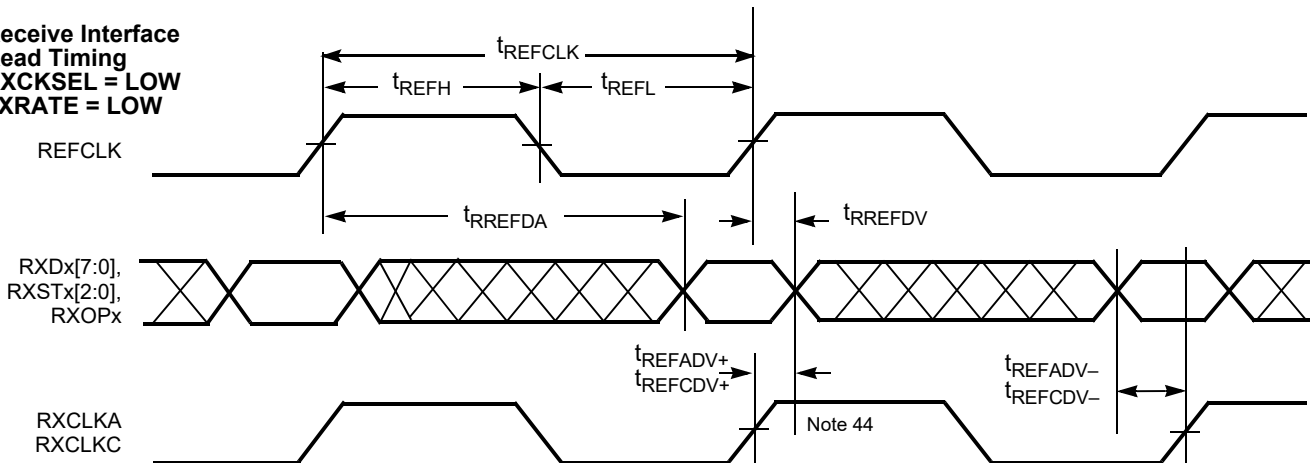 eceive Interface
ead Timing
XCKSEL = LOW
XRATE = LOW
tREFCLK
tREFH
tREFL
REFCLK
tRREFDA
tRREFDV
RXDx[7:0],
RXSTx[2:0],
RXOPx
tREFADV+
tREFCDV+
tREFADV–
tREFCDV–
RXCLKA
RXCLKC
Note 44